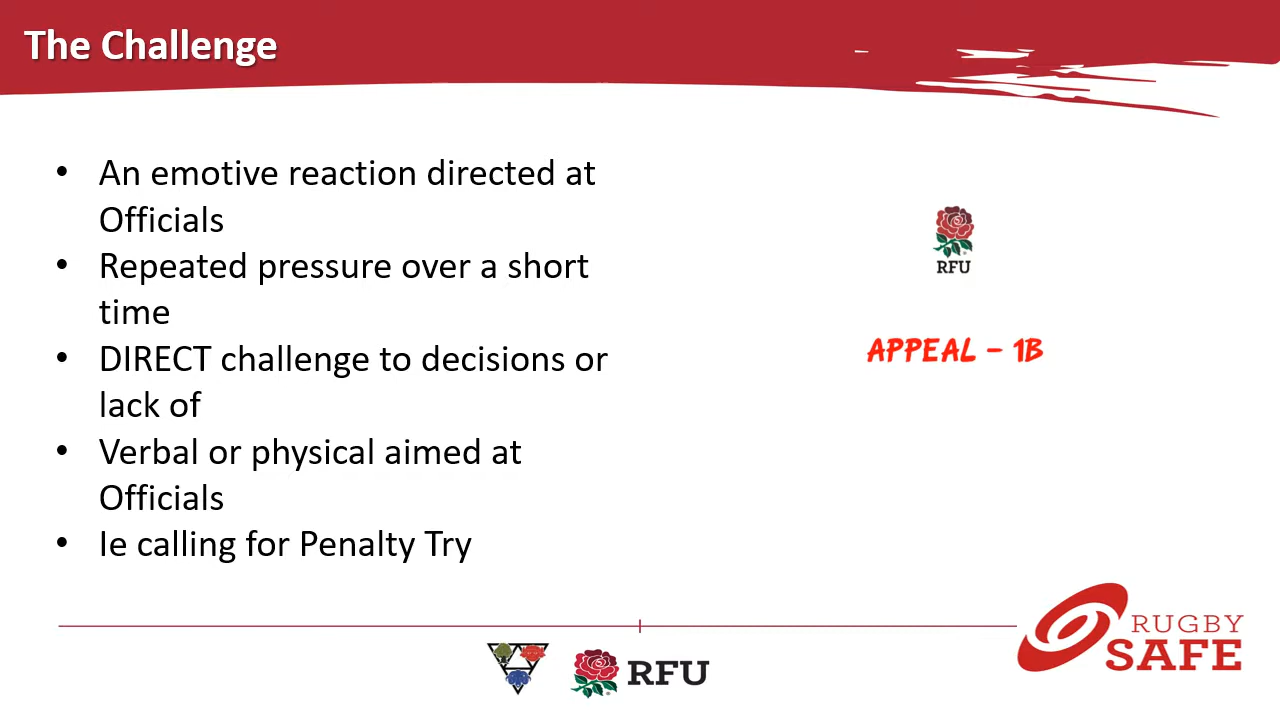 The Challenge
• An emotive reaction directed at
Officials
• Repeated pressure over a short
time
• DIRECT challenge to decisions or
lack of
• Verbal or physical aimed at
Officials
• Ie calling for Penalty Try
RFU
APPEAL – 1B
RFU
RUGBY
SAFE